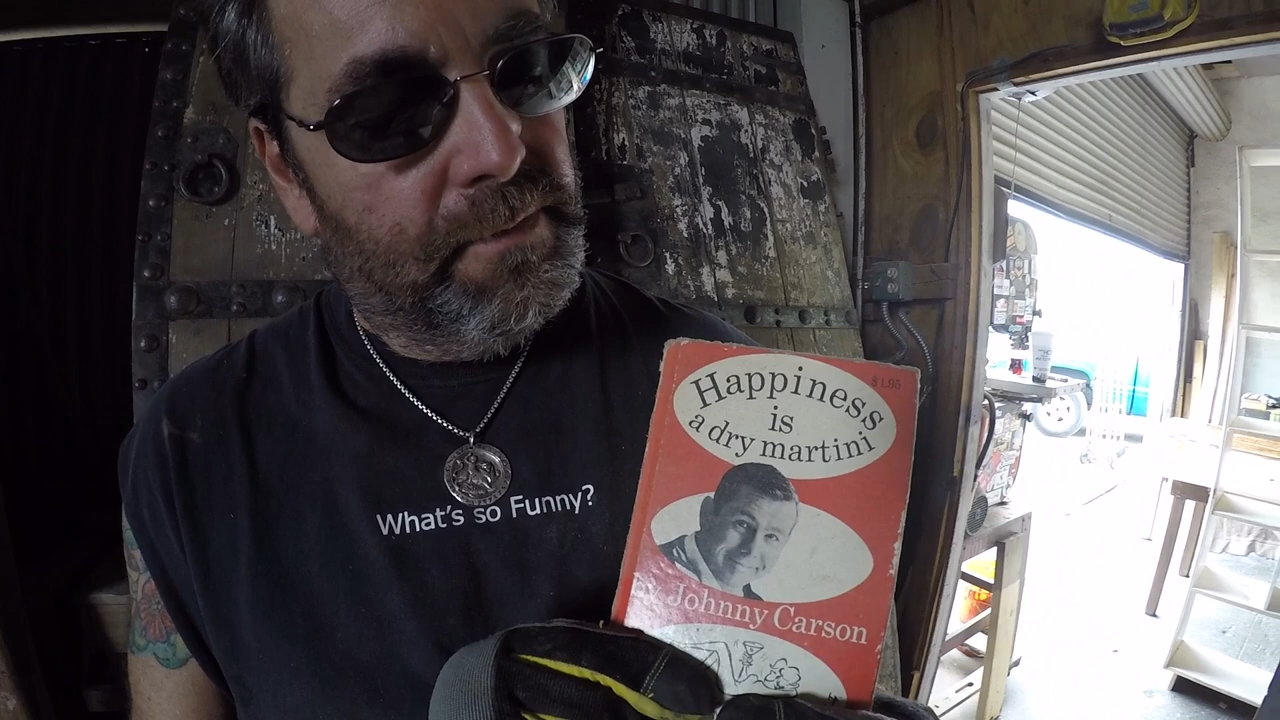 What's so Funny?
$1.95
Happiness
is
a dry martini
by Johnny Carson